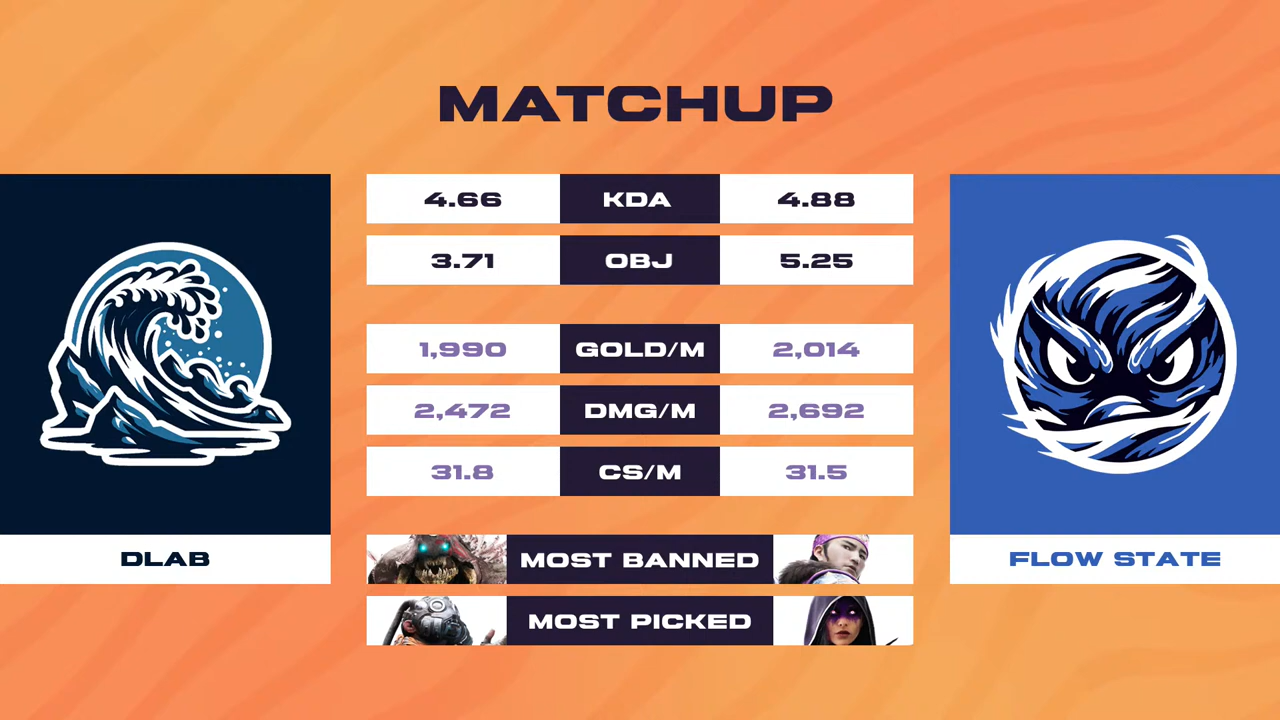 MATCHUP
4.66 KDA 4.88
3.71 OBJ 5.25
1,990 GOLD/M 2,014
2,472 DMG/M 2,692
31.8 CS/M 31.5
MOST BANNED
MOST PICKED
DLAB
FLOW STATE